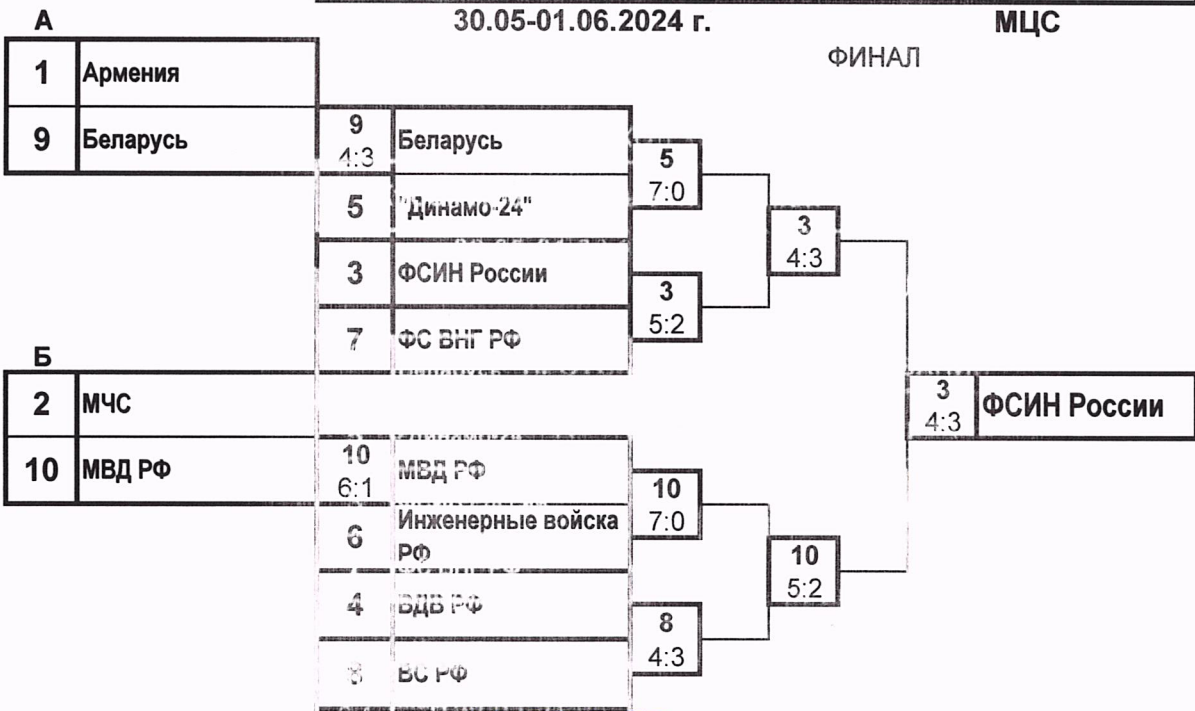 30.05-01.06.2024 г. МЦС
ФИНАЛ
А
1 Армения
9 Беларусь
9 Беларусь
4:3
5
7:0
5 "Динамо-24"
3
4:3
3 ФСИН России
3
5:2
7 ФС ВНГ РФ
Б
2 МЧС
3 ФСИН России
4:3
10 МВД РФ
10 МВД РФ
6:1
10
7:0
6 Инженерные войска
РФ
10
5:2
4 ВДВ РФ
8
4:3
8 ВС РФ